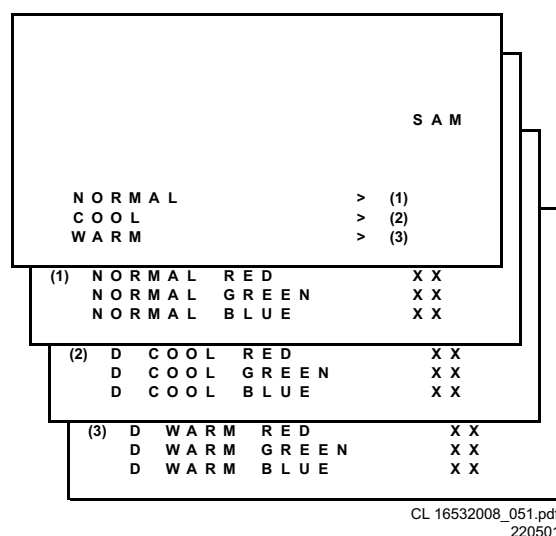 SAM
NORMAL > (1)
COOL > (2)
WARM > (3)
(1) NORMAL RED XX
NORMAL GREEN XX
NORMAL BLUE XX
(2) D COOL RED XX
D COOL GREEN XX
D COOL BLUE XX
(3) D WARM RED XX
D WARM GREEN XX
D WARM BLUE XX
CL 16532008_051.pdf
220501